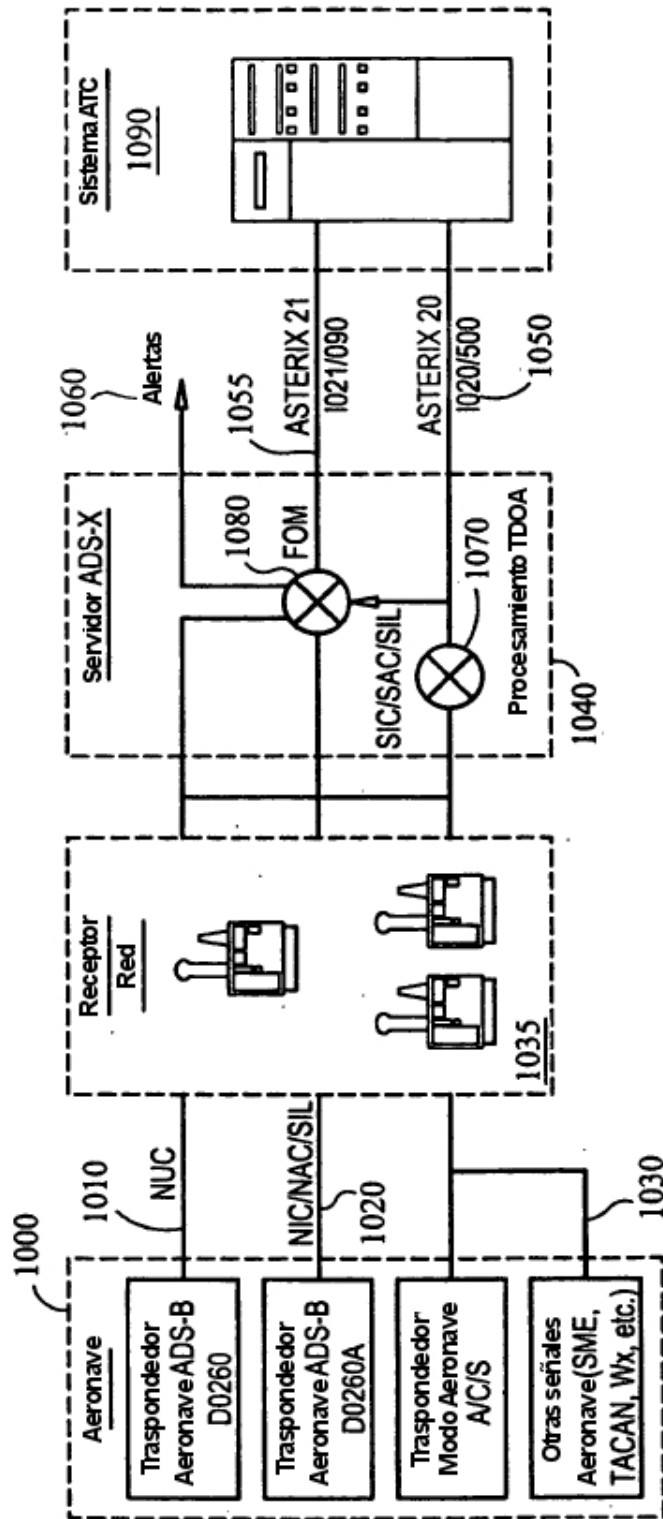 1000
Aeronave
Traspondedor
Aeronave ADS-B
D0260
Traspondedor
Aeronave ADS-B
D0260A
Traspondedor
Modo Aeronave
A/C/S
Otras señales
Aeronave(SME,
TACAN, Wx, etc.)
1010
NUC
NIC/NAC/SIL
1020
1030
Receptor
Red
1035
Servidor ADS-X
1080
FOM
SIC/SAC/SIL
1070
Procesamiento TDOA
1040
1060
Alertas
1055
ASTERIX 21
I021/090
ASTERIX 20
I020/500
1050
Sistema ATC
1090